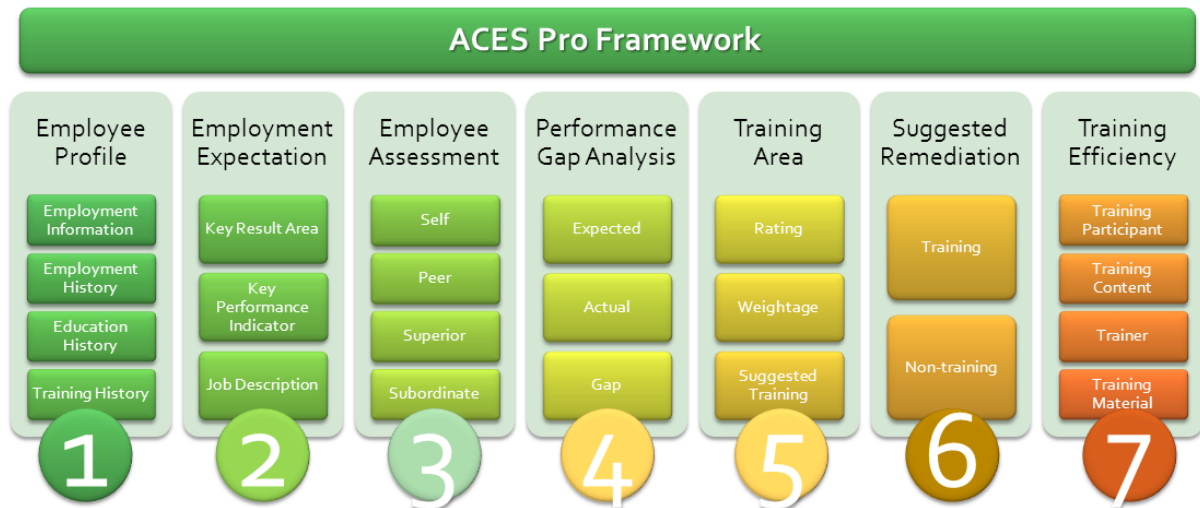 ACES Pro Framework
Employee
Profile
Employment
Information
Employment
History
Education
History
Training History
1
Employment
Expectation
Key Result Area
Key
Performance
Indicator
Job Description
2
Employee
Assessment
Self
Peer
Superior
Subordinate
3
Performance
Gap Analysis
Expected
Actual
Gap
4
Training
Area
Rating
Weightage
Suggested
Training
5
Suggested
Remediation
Training
Non-training
6
Training
Efficiency
Training
Participant
Training
Content
Trainer
Training
Material
7